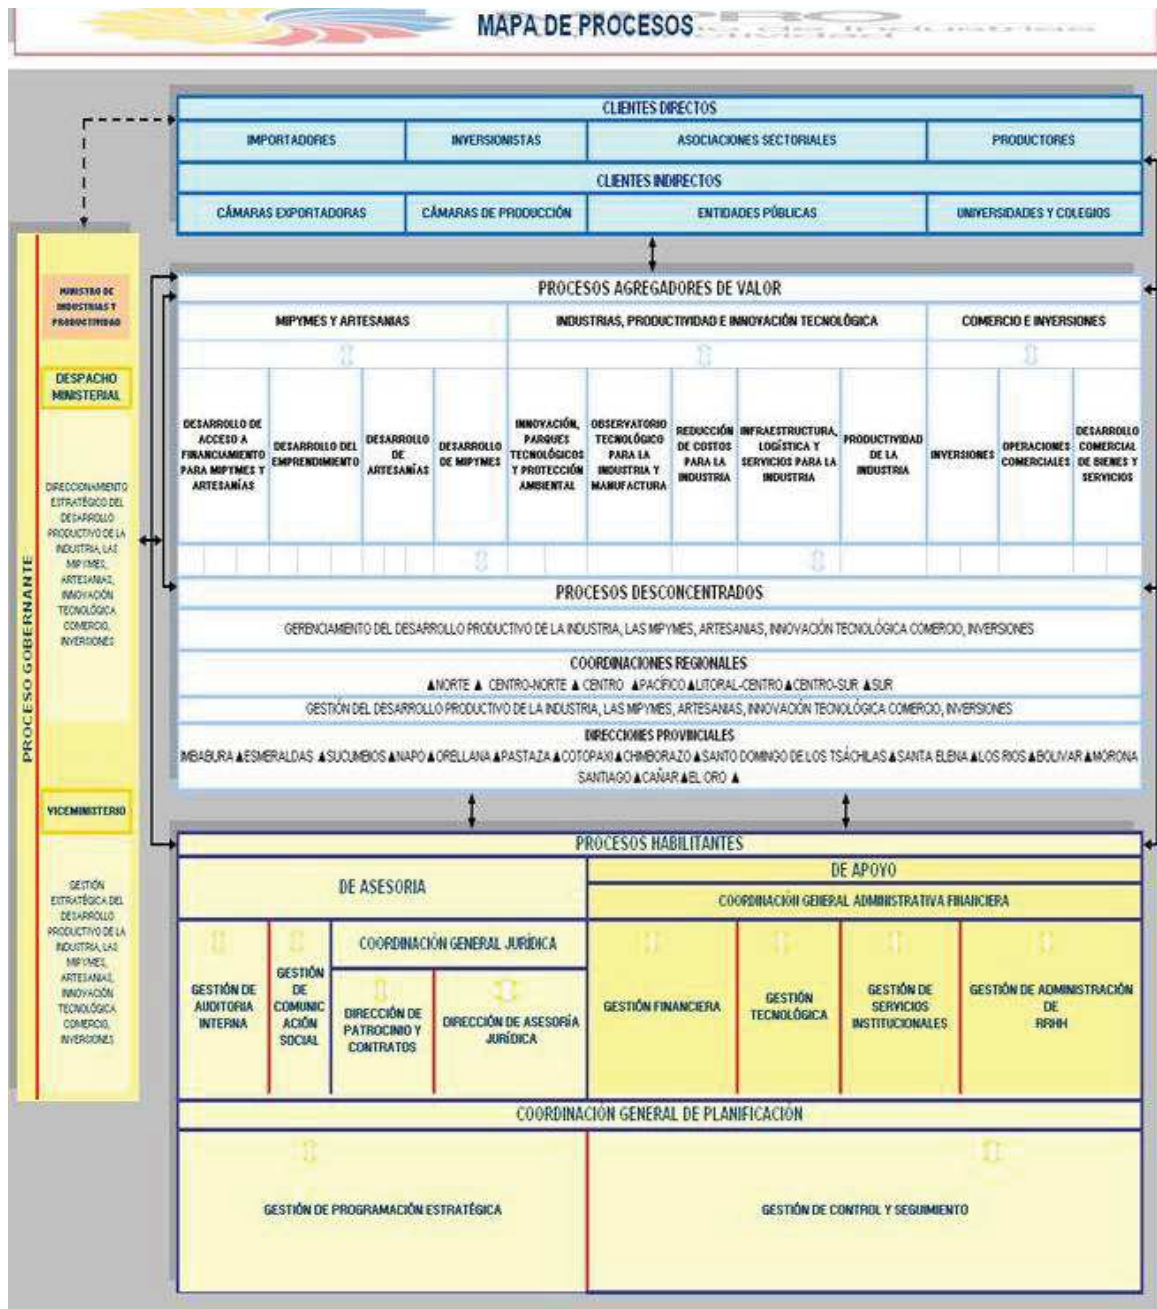 MAPA DE PROCESOS
CLIENTES DIRECTOS
IMPORTADORES
INVERSIONISTAS
ASOCIACIONES SECTORIALES
PRODUCTORES
CLIENTES INDIRECTOS
CÁMARAS EXPORTADORAS
CÁMARAS DE PRODUCCIÓN
ENTIDADES PÚBLICAS
UNIVERSIDADES Y COLEGIOS
PROCESO GOBERNANTE
MINISTRO DE
INDUSTRIAS Y
PRODUCTIVIDAD
DESPACHO
MINISTERIAL
DIRECCIONAMIENTO
ESTRATÉGICO DEL
DESARROLLO
PRODUCTIVO DE LA
INDUSTRIA, LAS
MIPYMES,
ARTESANIAS,
INNOVACIÓN
TECNOLÓGICA
COMERCIO,
INVERSIONES
VICEMINISTERIO
GESTIÓN
ESTRATÉGICA DEL
DESARROLLO
PRODUCTIVO DE LA
INDUSTRIA, LAS
MIPYMES,
ARTESANIAS,
INNOVACIÓN
TECNOLÓGICA
COMERCIO,
INVERSIONES
PROCESOS AGREGADORES DE VALOR
MIPYMES Y ARTESANIAS
INDUSTRIAS, PRODUCTIVIDAD E INNOVACIÓN TECNOLÓGICA
COMERCIO E INVERSIONES
DESARROLLO DE
ACCESO A
FINANCIAMIENTO
PARA MIPYMES Y
ARTESANÍAS
DESARROLLO DEL
EMPRENDIMIENTO
DESARROLLO
DE
ARTESANÍAS
DESARROLLO
DE MIPYMES
INNOVACIÓN,
PARQUES
TECNOLÓGICOS
Y PROTECCIÓN
AMBIENTAL
OBSERVATORIO
TECNOLÓGICO
PARA LA
INDUSTRIA Y
MANUFACTURA
REDUCCIÓN
DE COSTOS
PARA LA
INDUSTRIA
INFRAESTRUCTURA,
LOGÍSTICA Y
SERVICIOS PARA LA
INDUSTRIA
PRODUCTIVIDAD
DE LA
INDUSTRIA
INVERSIONES
OPERACIONES
COMERCIALES
DESARROLLO
COMERCIAL
DE BIENES Y
SERVICIOS
PROCESOS DESCONCENTRADOS
GERENCIAMIENTO DEL DESARROLLO PRODUCTIVO DE LA INDUSTRIA, LAS MIPYMES, ARTESANIAS, INNOVACIÓN TECNOLÓGICA COMERCIO, INVERSIONES
COORDINACIONES REGIONALES
▲NORTE ▲ CENTRO-NORTE ▲ CENTRO ▲PACÍFICO▲LITORAL-CENTRO▲CENTRO-SUR ▲SUR
GESTIÓN DEL DESARROLLO PRODUCTIVO DE LA INDUSTRIA, LAS MIPYMES, ARTESANIAS, INNOVACIÓN TECNOLÓGICA COMERCIO, INVERSIONES
DIRECCIONES PROVINCIALES
IMBABURA▲ESMERALDAS ▲SUCUMBIOS▲NAPO▲ORELLANA▲PASTAZA▲COTOPAXI▲CHIMBORAZO▲SANTO DOMINGO DE LOS TSÁCHILAS▲SANTA ELENA▲LOS RIOS▲BOLIVAR▲MORONA
SANTIAGO▲CAÑAR▲EL ORO ▲
PROCESOS HABILITANTES
DE ASESORIA
DE APOYO
COORDINACIÓN GENERAL ADMINISTRATIVA FINANCIERA
COORDINACIÓN GENERAL JURÍDICA
GESTIÓN DE
AUDITORIA
INTERNA
GESTIÓN
DE
COMUNIC
ACIÓN
SOCIAL
DIRECCIÓN DE
PATROCINIO Y
CONTRATOS
DIRECCIÓN DE ASESORÍA
JURÍDICA
GESTIÓN FINANCIERA
GESTIÓN
TECNOLÓGICA
GESTIÓN DE
SERVICIOS
INSTITUCIONALES
GESTIÓN DE ADMINISTRACIÓN
DE
RRHH
COORDINACIÓN GENERAL DE PLANIFICACIÓN
GESTIÓN DE PROGRAMACIÓN ESTRATÉGICA
GESTIÓN DE CONTROL Y SEGUIMIENTO